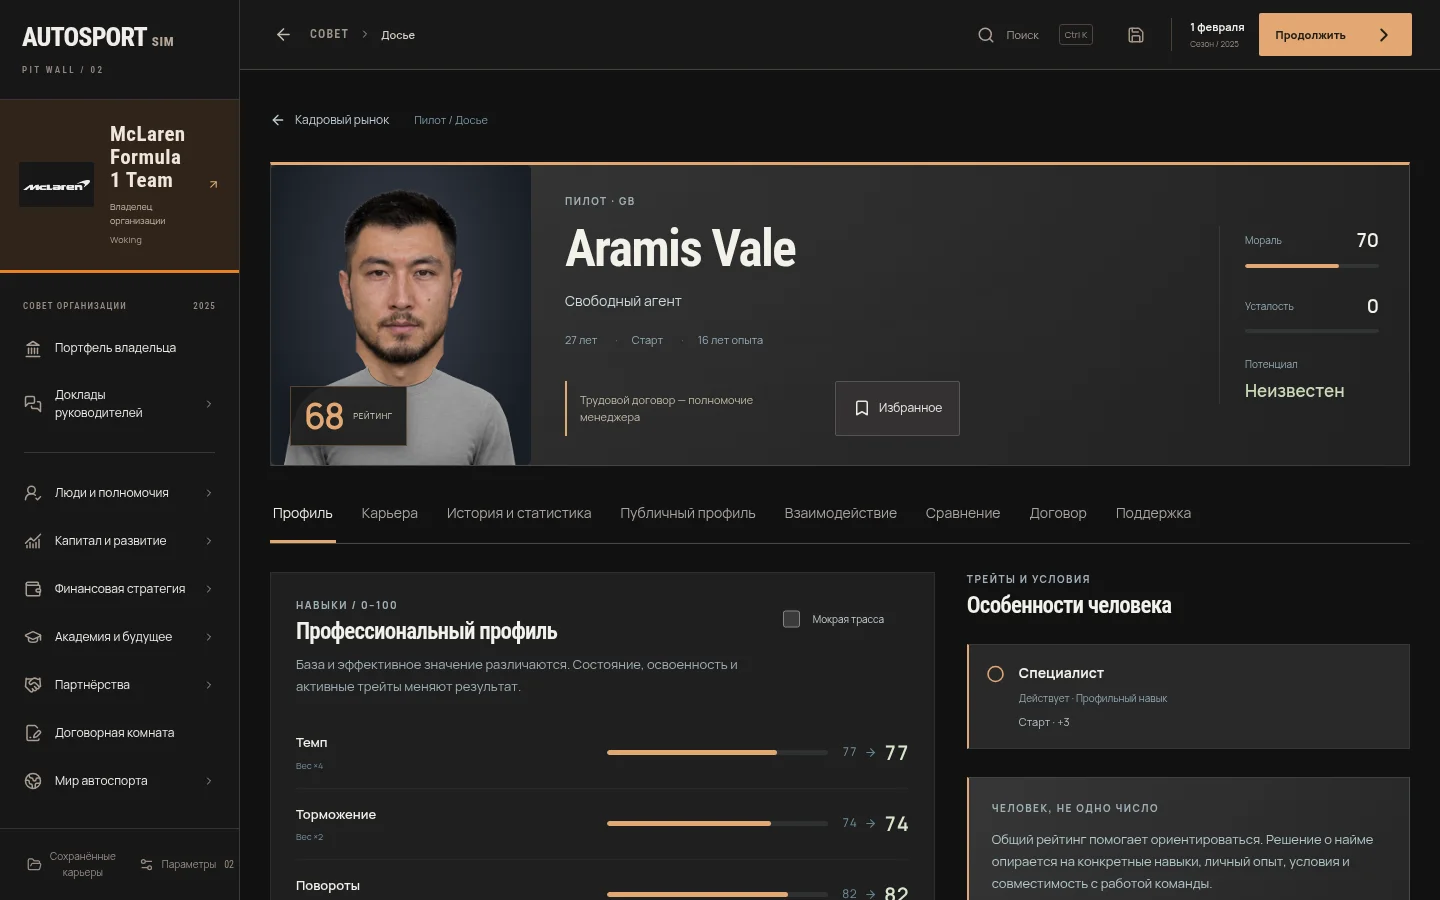 AUTOSPORT SIM
PIT WALL / 02
McLaren
McLaren
Formula
1 Team
Владелец
организации
Woking
СОВЕТ ОРГАНИЗАЦИИ 2025
Портфель владельца
Доклады
руководителей
Люди и полномочия
Капитал и развитие
Финансовая стратегия
Академия и будущее
Партнёрства
Договорная комната
Мир автоспорта
Сохранённые
карьеры
Параметры 02
СОВЕТ
Досье
Поиск Ctrl K
1 февраля
Сезон / 2025
Продолжить
Кадровый рынок
Пилот / Досье
68 РЕЙТИНГ
ПИЛОТ · GB
Aramis Vale
Свободный агент
27 лет · Старт · 16 лет опыта
Трудовой договор — полномочие
менеджера
Избранное
Мораль 70
Усталость 0
Потенциал
Неизвестен
Профиль Карьера История и статистика Публичный профиль Взаимодействие Сравнение Договор Поддержка
НАВЫКИ / 0–100
Профессиональный профиль
Мокрая трасса
База и эффективное значение различаются. Состояние, освоенность и
активные трейты меняют результат.
Темп
Вес ×4
77 → 77
Торможение
Вес ×2
74 → 74
Повороты
82 → 82
ТРЕЙТЫ И УСЛОВИЯ
Особенности человека
Специалист
Действует · Профильный навык
Старт · +3
ЧЕЛОВЕК, НЕ ОДНО ЧИСЛО
Общий рейтинг помогает ориентироваться. Решение о найме
опирается на конкретные навыки, личный опыт, условия и
совместимость с работой команды.